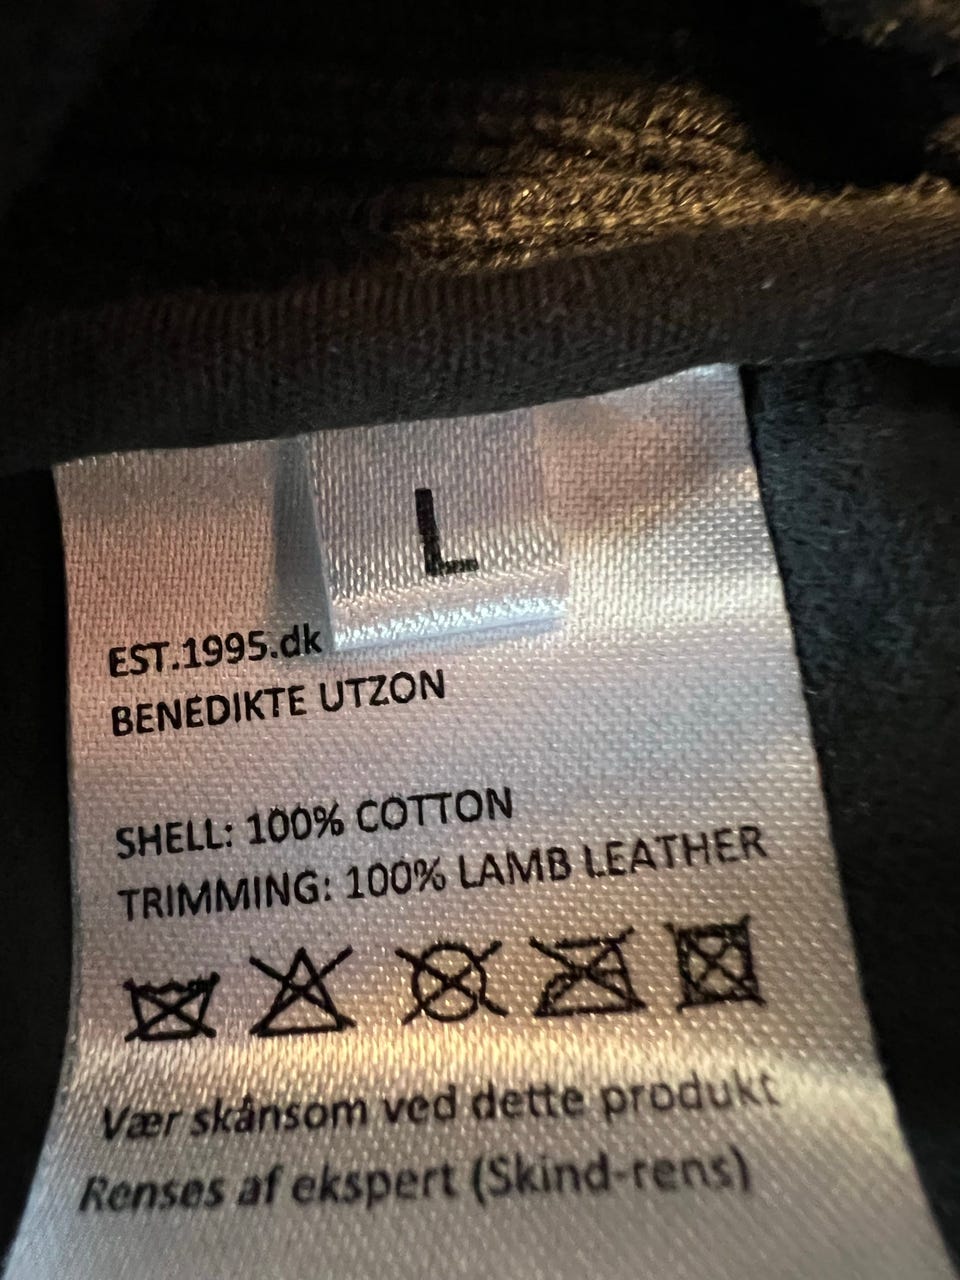 L
EST.1995.dk
BENEDIKTE UTZON
SHELL: 100% COTTON
TRIMMING: 100% LAMB LEATHER
Vær skånsom ved dette produkt
Renses af ekspert (Skind-rens)